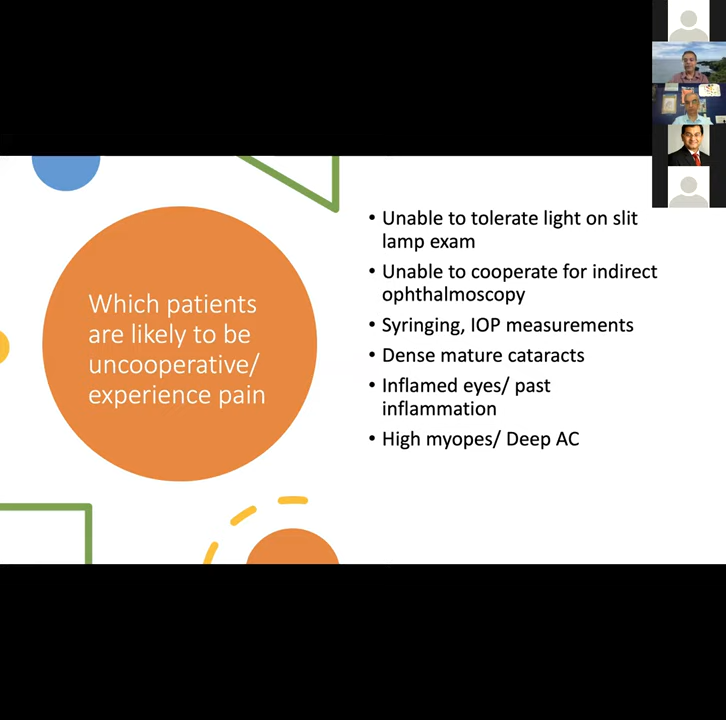 Which patients
are likely to be
uncooperative/
experience pain
• Unable to tolerate light on slit
lamp exam
• Unable to cooperate for indirect
ophthalmoscopy
• Syringing, IOP measurements
• Dense mature cataracts
• Inflamed eyes/ past
inflammation
• High myopes/ Deep AC